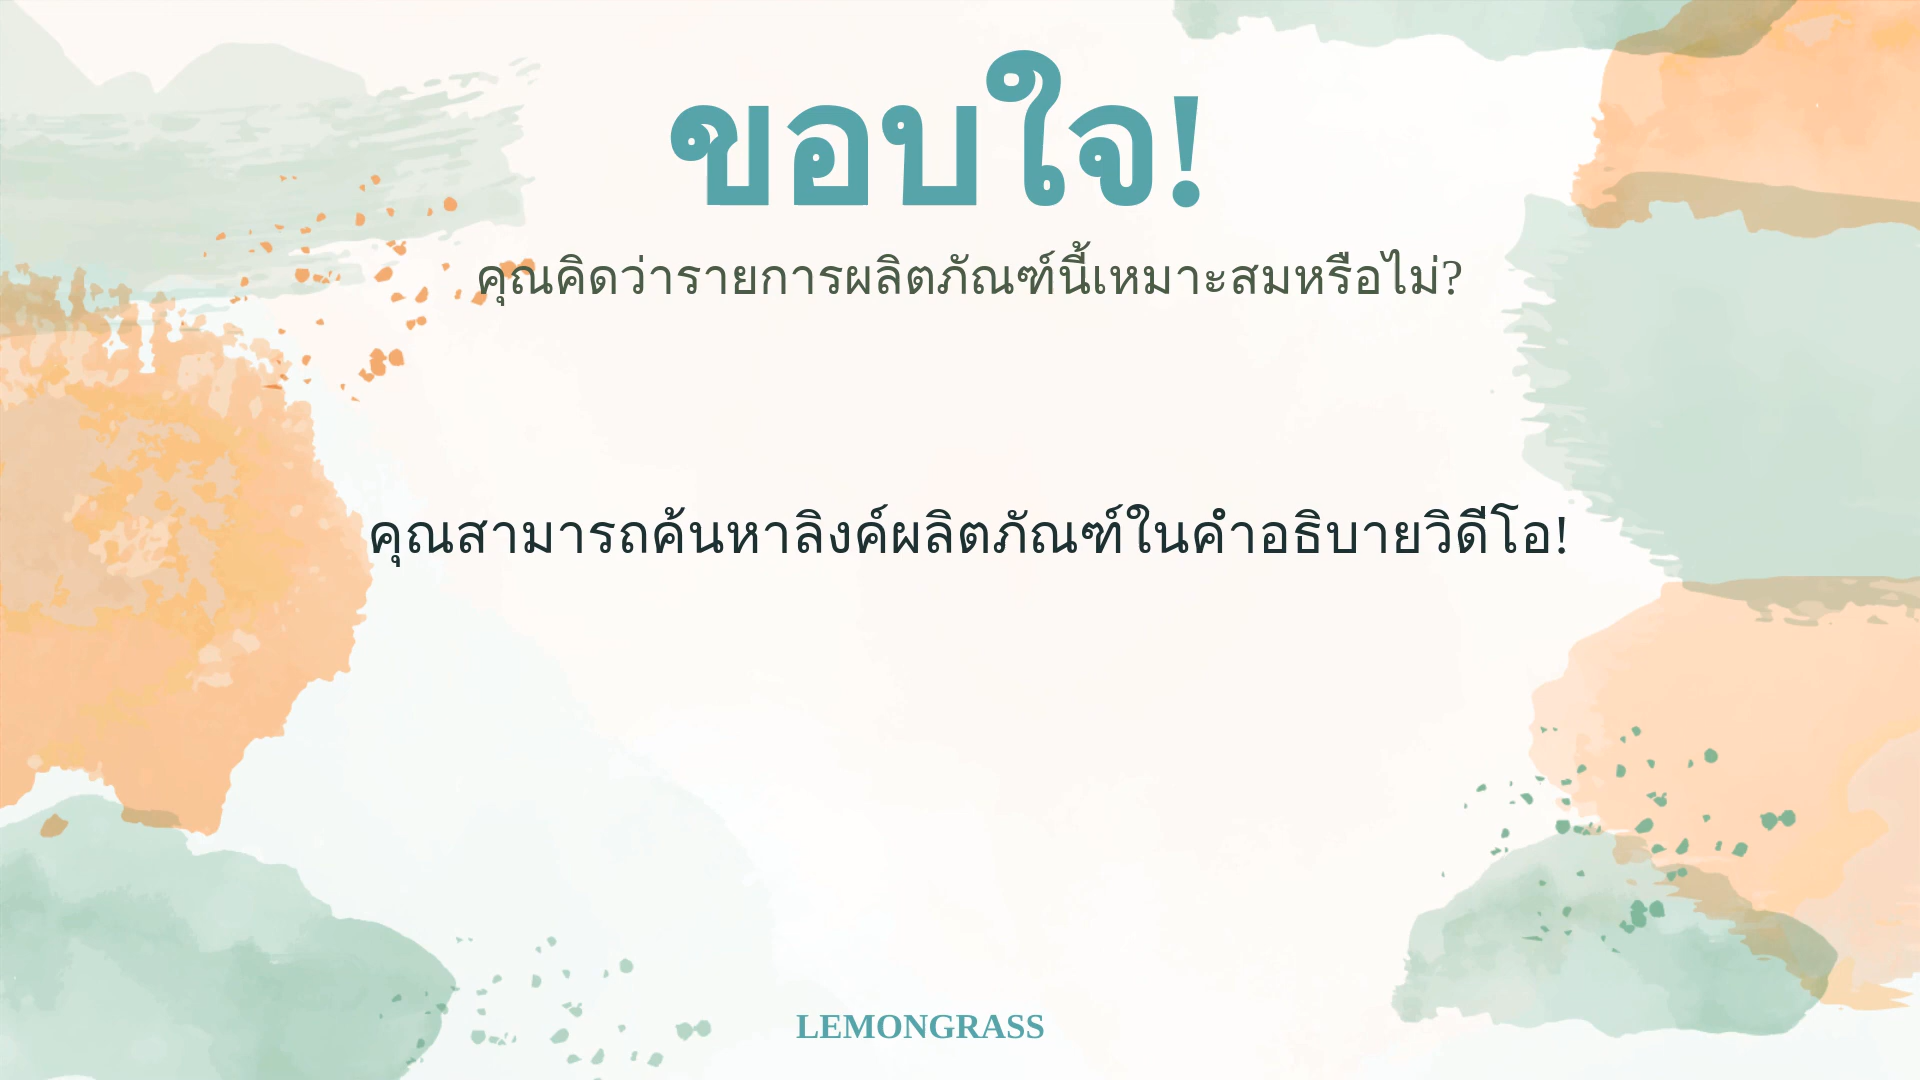 ขอบใจ!
คุณคิดว่ารายการผลิตภัณฑ์นี้เหมาะสมหรือไม่?
คุณสามารถค้นหาลิงค์ผลิตภัณฑ์ในคำอธิบายวิดีโอ!
LEMONGRASS